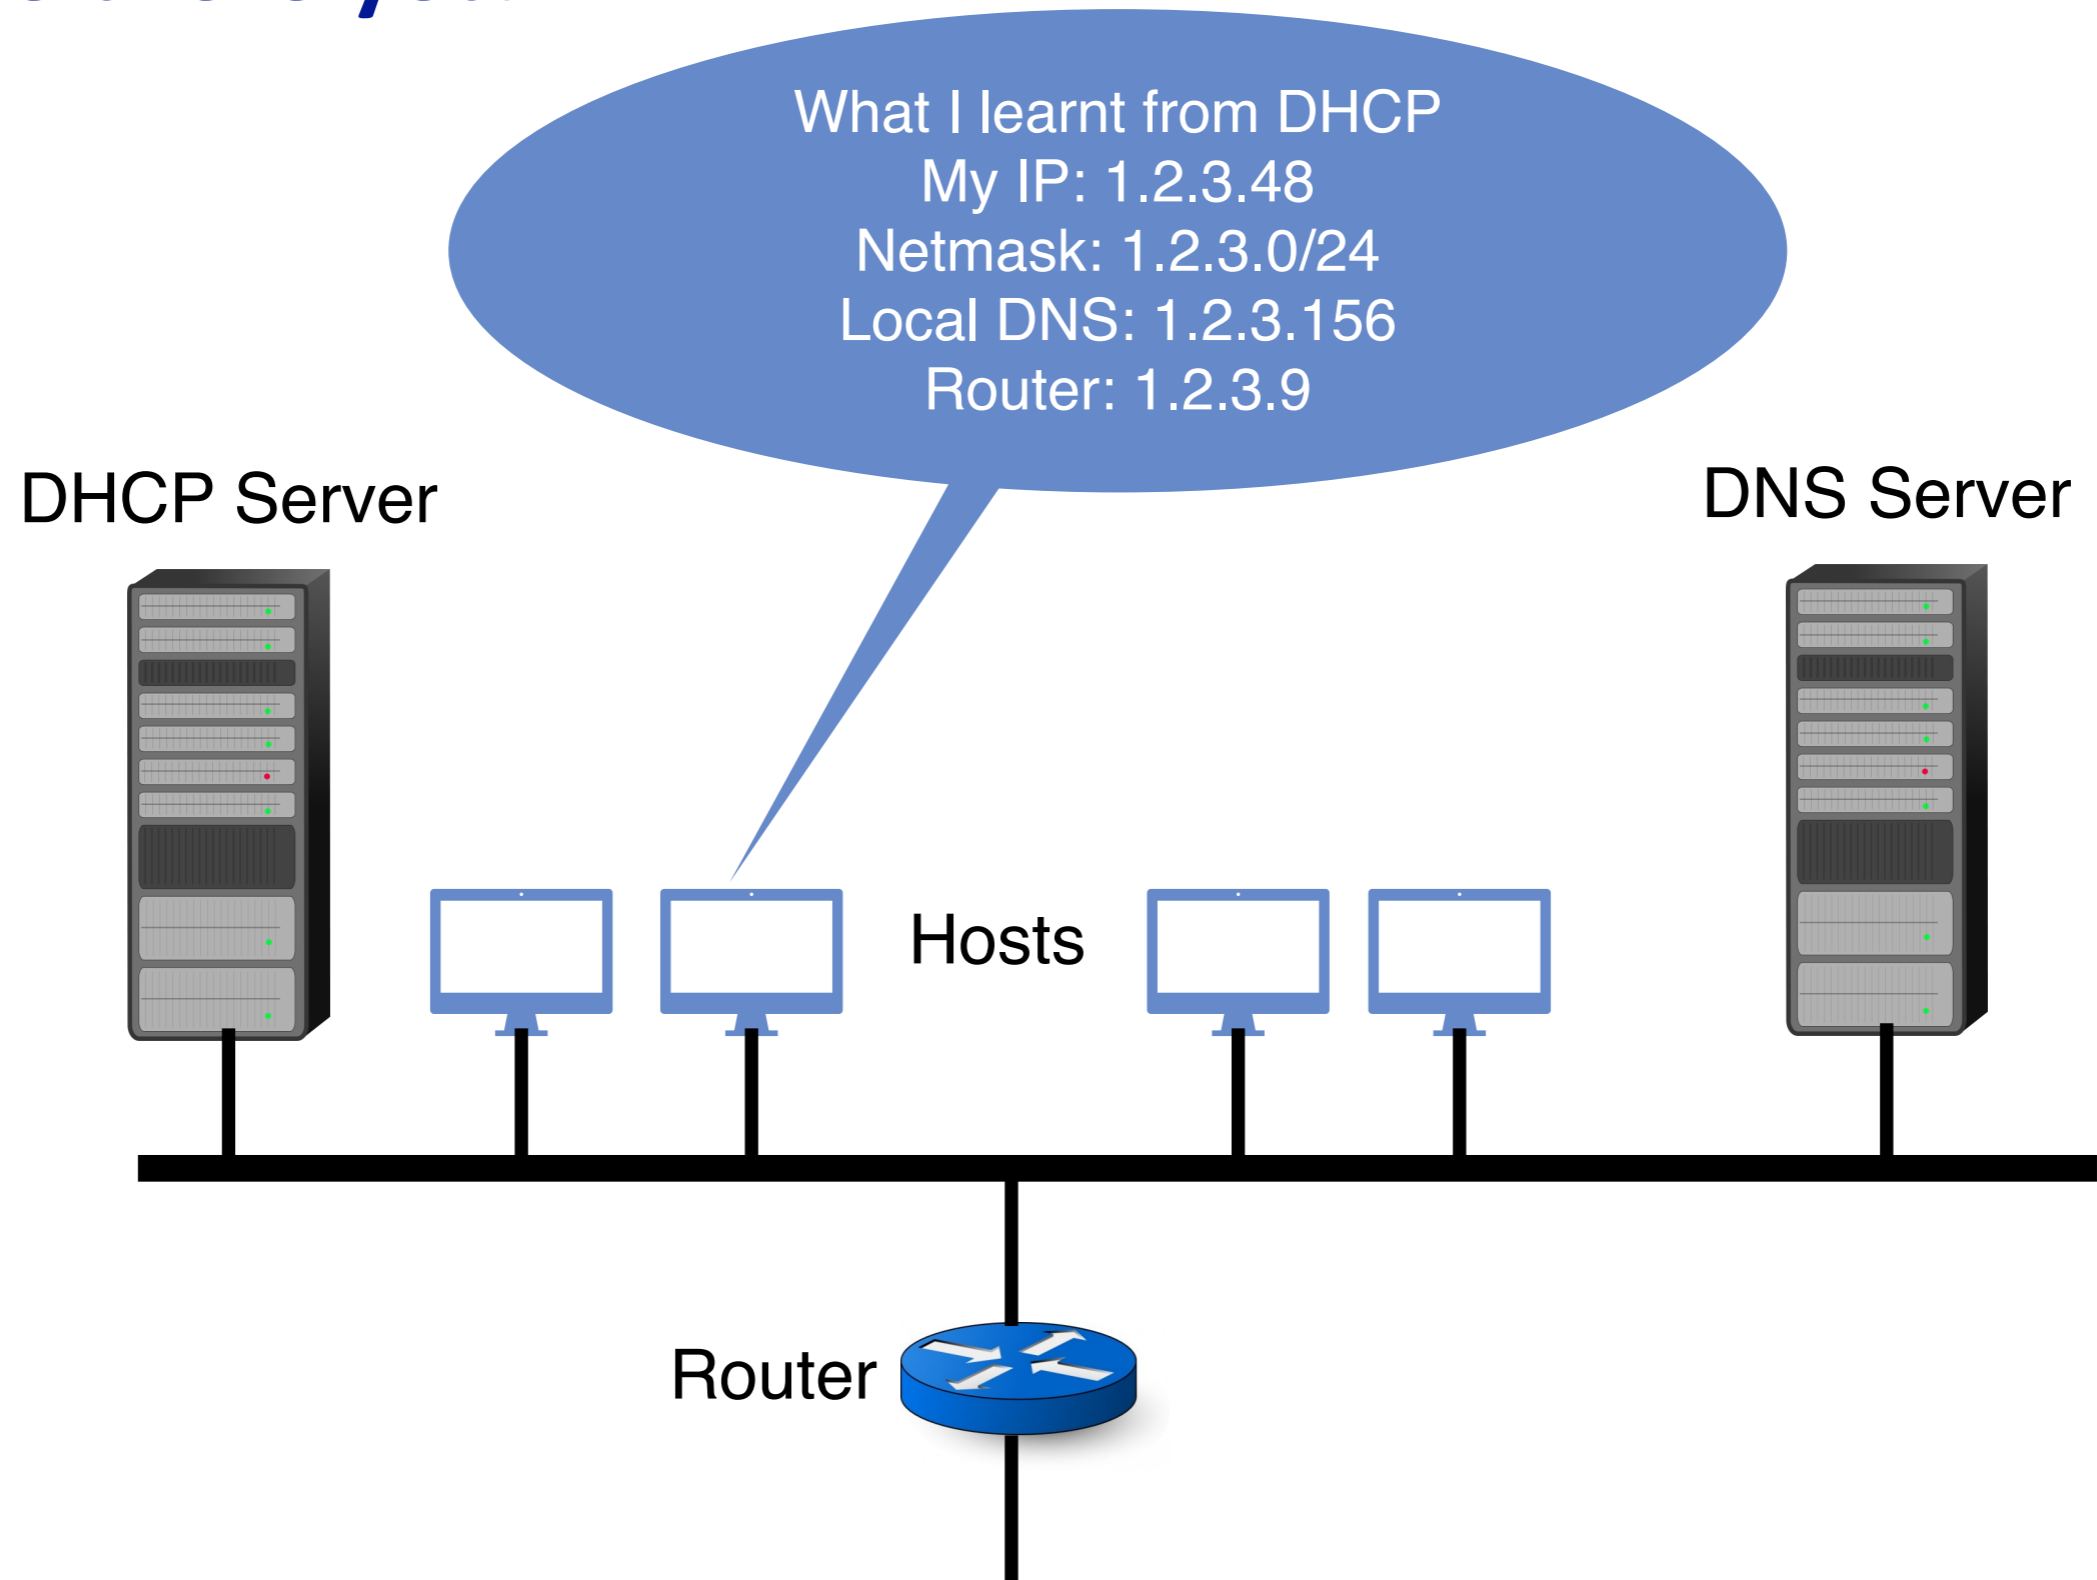 What I learnt from DHCP
My IP: 1.2.3.48
Netmask: 1.2.3.0/24
Local DNS: 1.2.3.156
Router: 1.2.3.9
DHCP Server
DNS Server
Hosts
Router